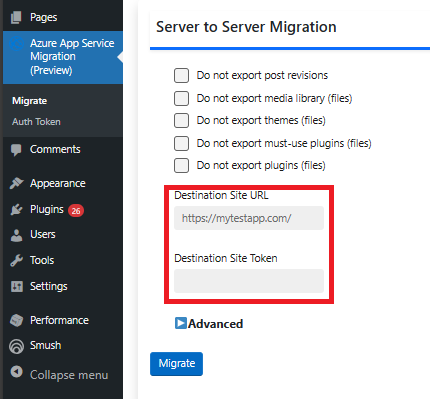 Pages
Azure App Service
Migration
(Preview)
Migrate
Auth Token
Comments
Appearance
Plugins 26
Users
Tools
Settings
Performance
Smush
Collapse menu
Server to Server Migration
Do not export post revisions
Do not export media library (files)
Do not export themes (files)
Do not export must-use plugins (files)
Do not export plugins (files)
Destination Site URL
https://mytestapp.com/
Destination Site Token
Advanced
Migrate